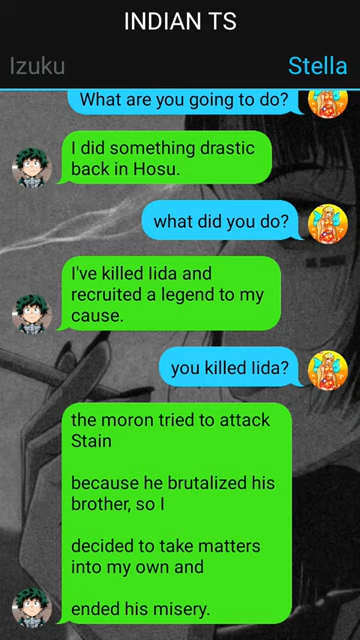 INDIAN TS
Izuku
Stella
What are you going to do?
I did something drastic
back in Hosu.
what did you do?
I've killed Iida and
recruited a legend to my
cause.
you killed Iida?
the moron tried to attack
Stain
because he brutalized his
brother, so I
decided to take matters
into my own and
ended his misery.